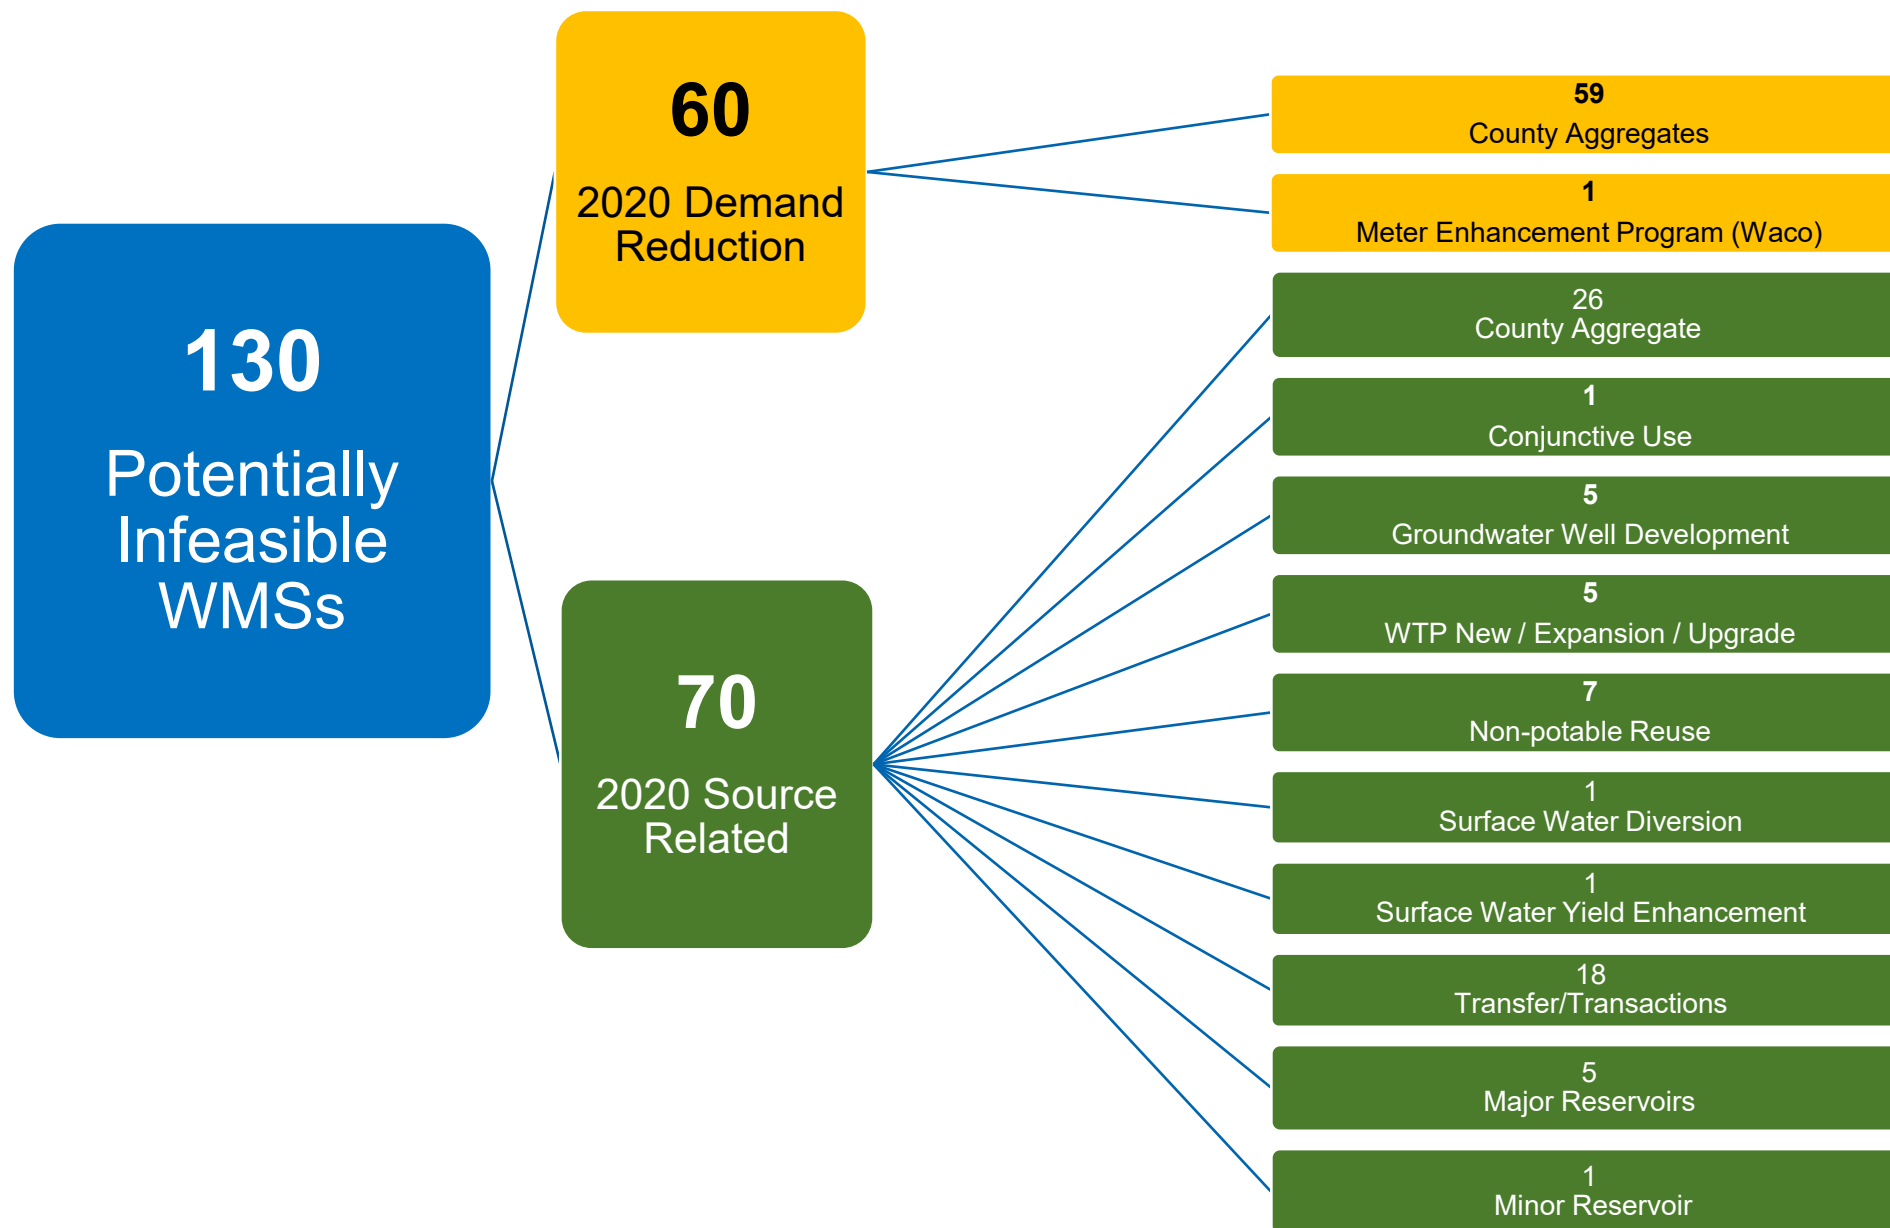 130
Potentially
Infeasible
WMSs
60
2020 Demand
Reduction
70
2020 Source
Related
59
County Aggregates
1
Meter Enhancement Program (Waco)
26
County Aggregate
1
Conjunctive Use
5
Groundwater Well Development
5
WTP New / Expansion / Upgrade
7
Non-potable Reuse
1
Surface Water Diversion
1
Surface Water Yield Enhancement
18
Transfer/Transactions
5
Major Reservoirs
1
Minor Reservoir